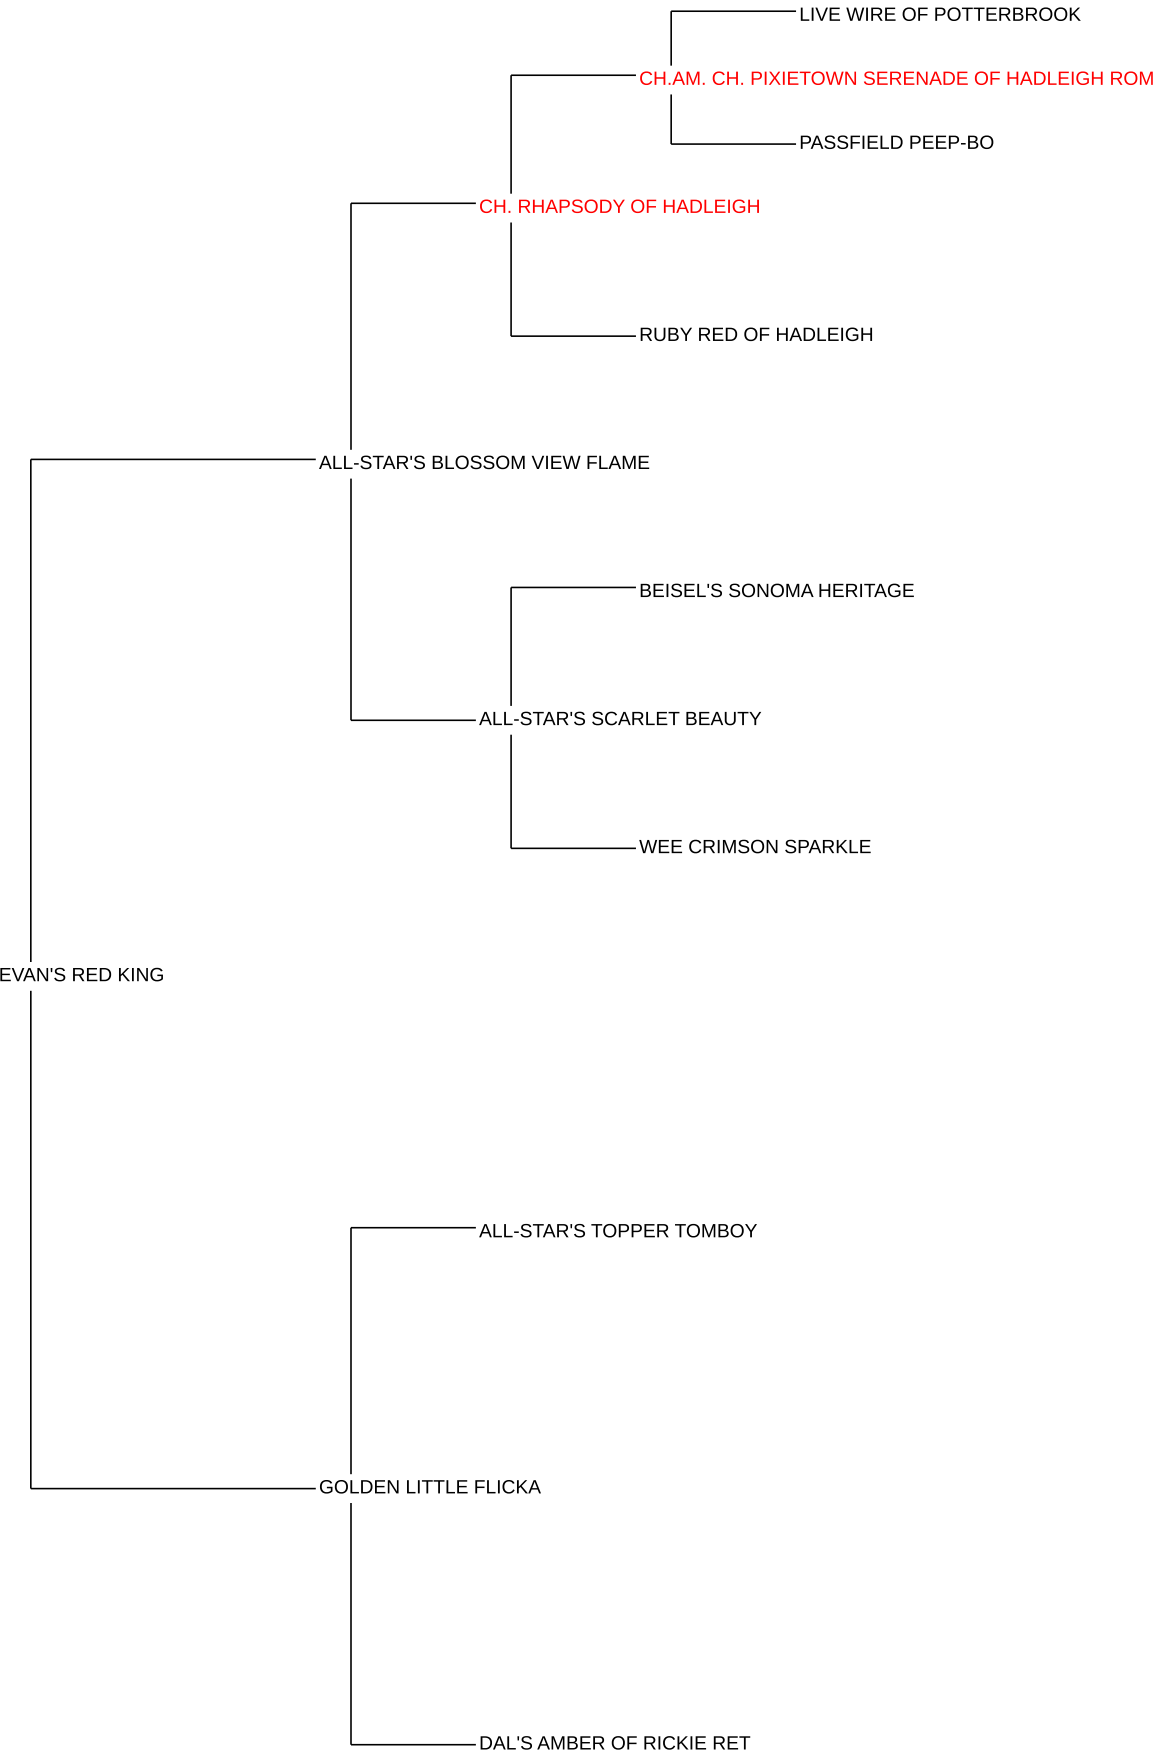 LIVE WIRE OF POTTERBROOK
CH.AM. CH. PIXIETOWN SERENADE OF HADLEIGH ROM
PASSFIELD PEEP-BO
CH. RHAPSODY OF HADLEIGH
RUBY RED OF HADLEIGH
ALL-STAR'S BLOSSOM VIEW FLAME
BEISEL'S SONOMA HERITAGE
ALL-STAR'S SCARLET BEAUTY
WEE CRIMSON SPARKLE
EVAN'S RED KING
ALL-STAR'S TOPPER TOMBOY
GOLDEN LITTLE FLICKA
DAL'S AMBER OF RICKIE RET